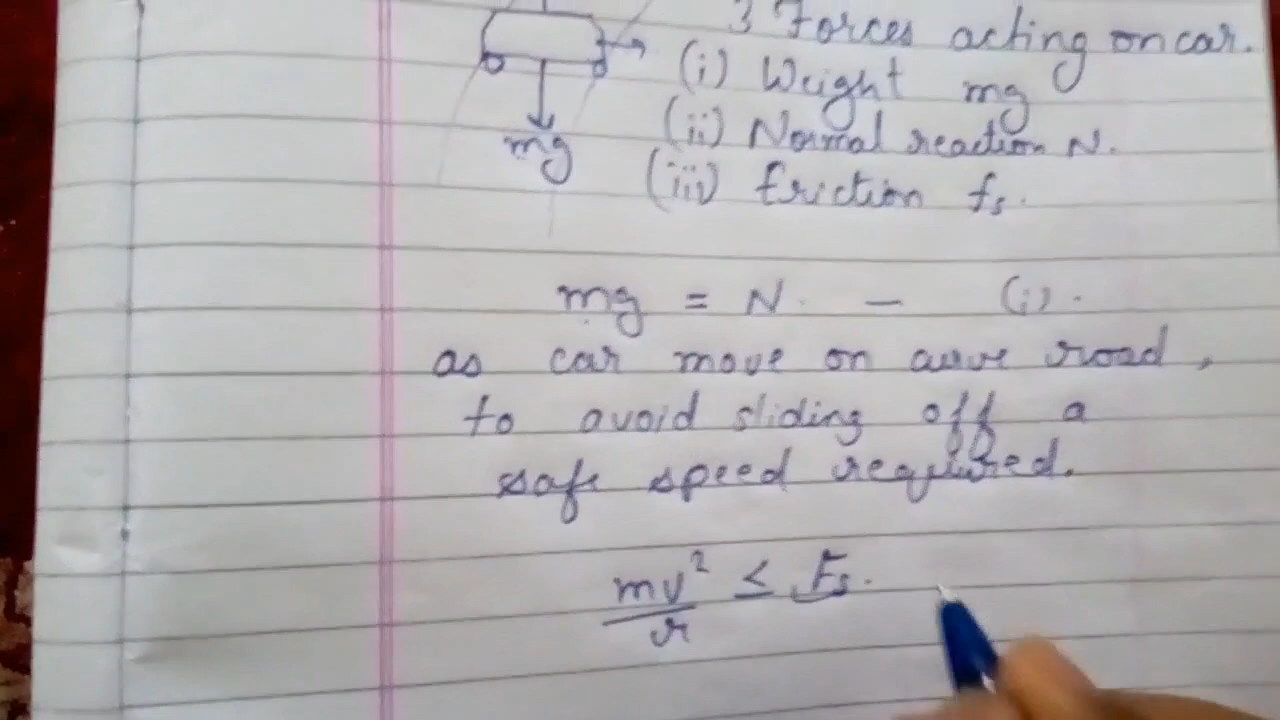 3 Forces acting on car.
(i) Weight mg
mg
(ii) Normal reaction N.
(iii) friction fs.
mg = N. — (i).
as car move on curve road,
to avoid sliding off a
safe speed required.
mv²/r ≤ Fs.